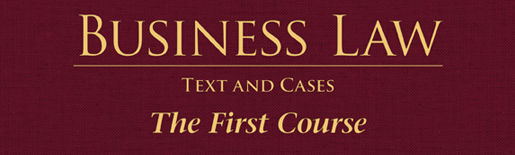 BUSINESS LAW
TEXT AND CASES
The First Course